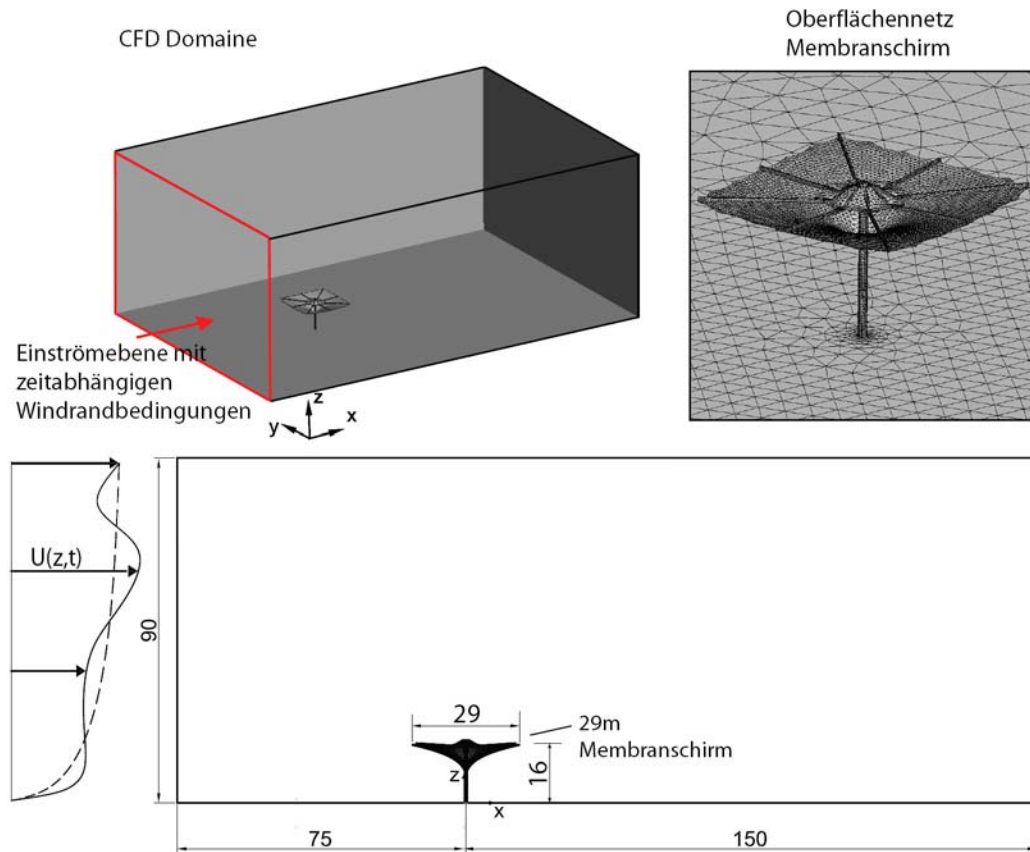 CFD Domaine
Oberflächennetz
Membranschirm
Einströmebene mit
zeitabhängigen
Windrandbedingungen
z
x
y
U(z,t)
90
29
29m
Membranschirm
16
z
x
75
150